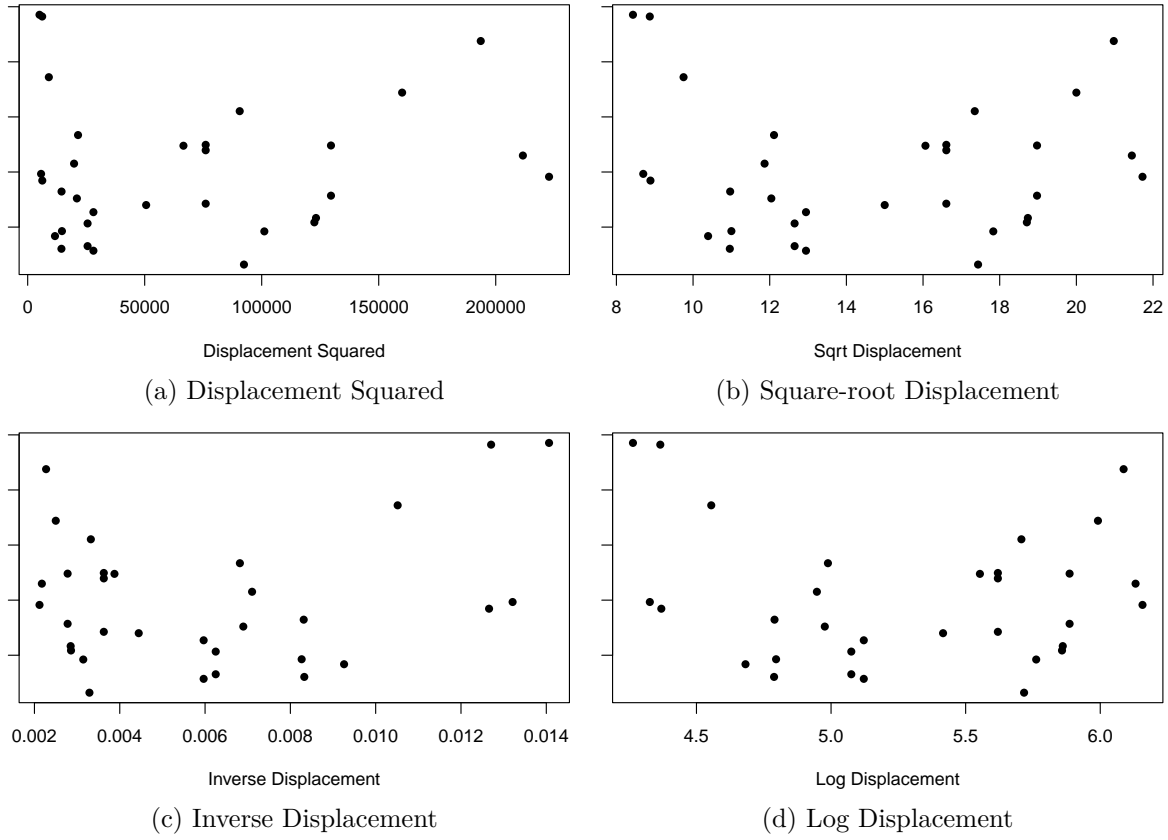 0 50000 100000 150000 200000
Displacement Squared
(a) Displacement Squared
8 10 12 14 16 18 20 22
Sqrt Displacement
(b) Square-root Displacement
0.002 0.004 0.006 0.008 0.010 0.012 0.014
Inverse Displacement
(c) Inverse Displacement
4.5 5.0 5.5 6.0
Log Displacement
(d) Log Displacement